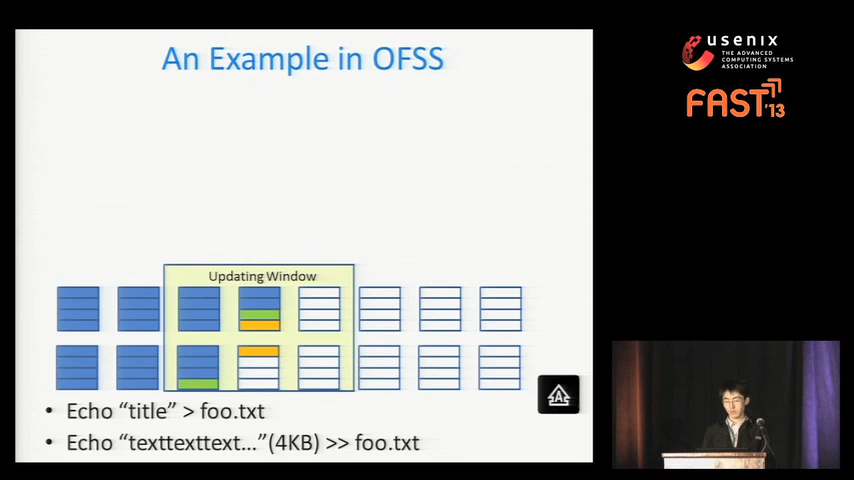 An Example in OFSS
usenix
THE ADVANCED
COMPUTING SYSTEMS
ASSOCIATION
FAST'13
Updating Window
• Echo “title” > foo.txt
• Echo “texttexttext...”(4KB) >> foo.txt
A